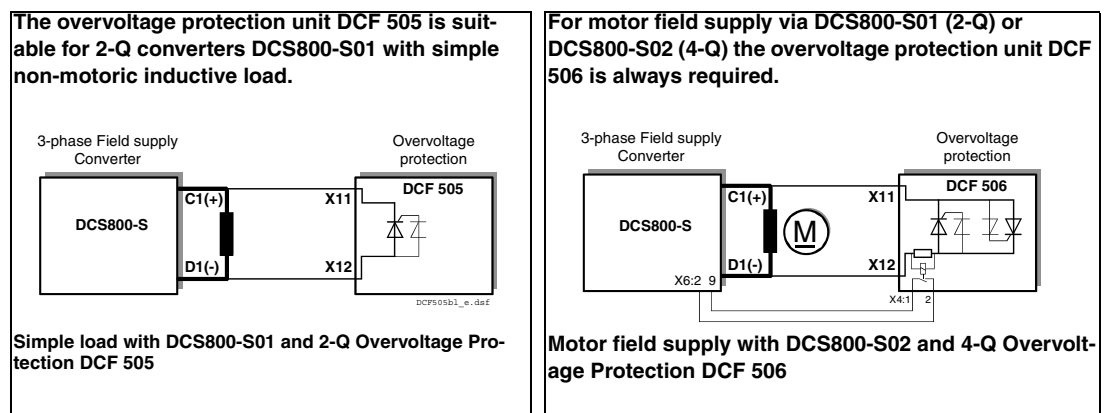 The overvoltage protection unit DCF 505 is suit-
able for 2-Q converters DCS800-S01 with simple
non-motoric inductive load.
3-phase Field supply
Converter
Overvoltage
protection
DCS800-S
C1(+)
D1(-)
X11
X12
DCF 505
DCF505bl_e.dsf
Simple load with DCS800-S01 and 2-Q Overvoltage Pro-
tection DCF 505
For motor field supply via DCS800-S01 (2-Q) or
DCS800-S02 (4-Q) the overvoltage protection unit DCF
506 is always required.
3-phase Field supply
Converter
Overvoltage
protection
DCS800-S
C1(+)
D1(-)
X6:2 9
M
X11
X12
DCF 506
X4:1 2
Motor field supply with DCS800-S02 and 4-Q Overvolt-
age Protection DCF 506